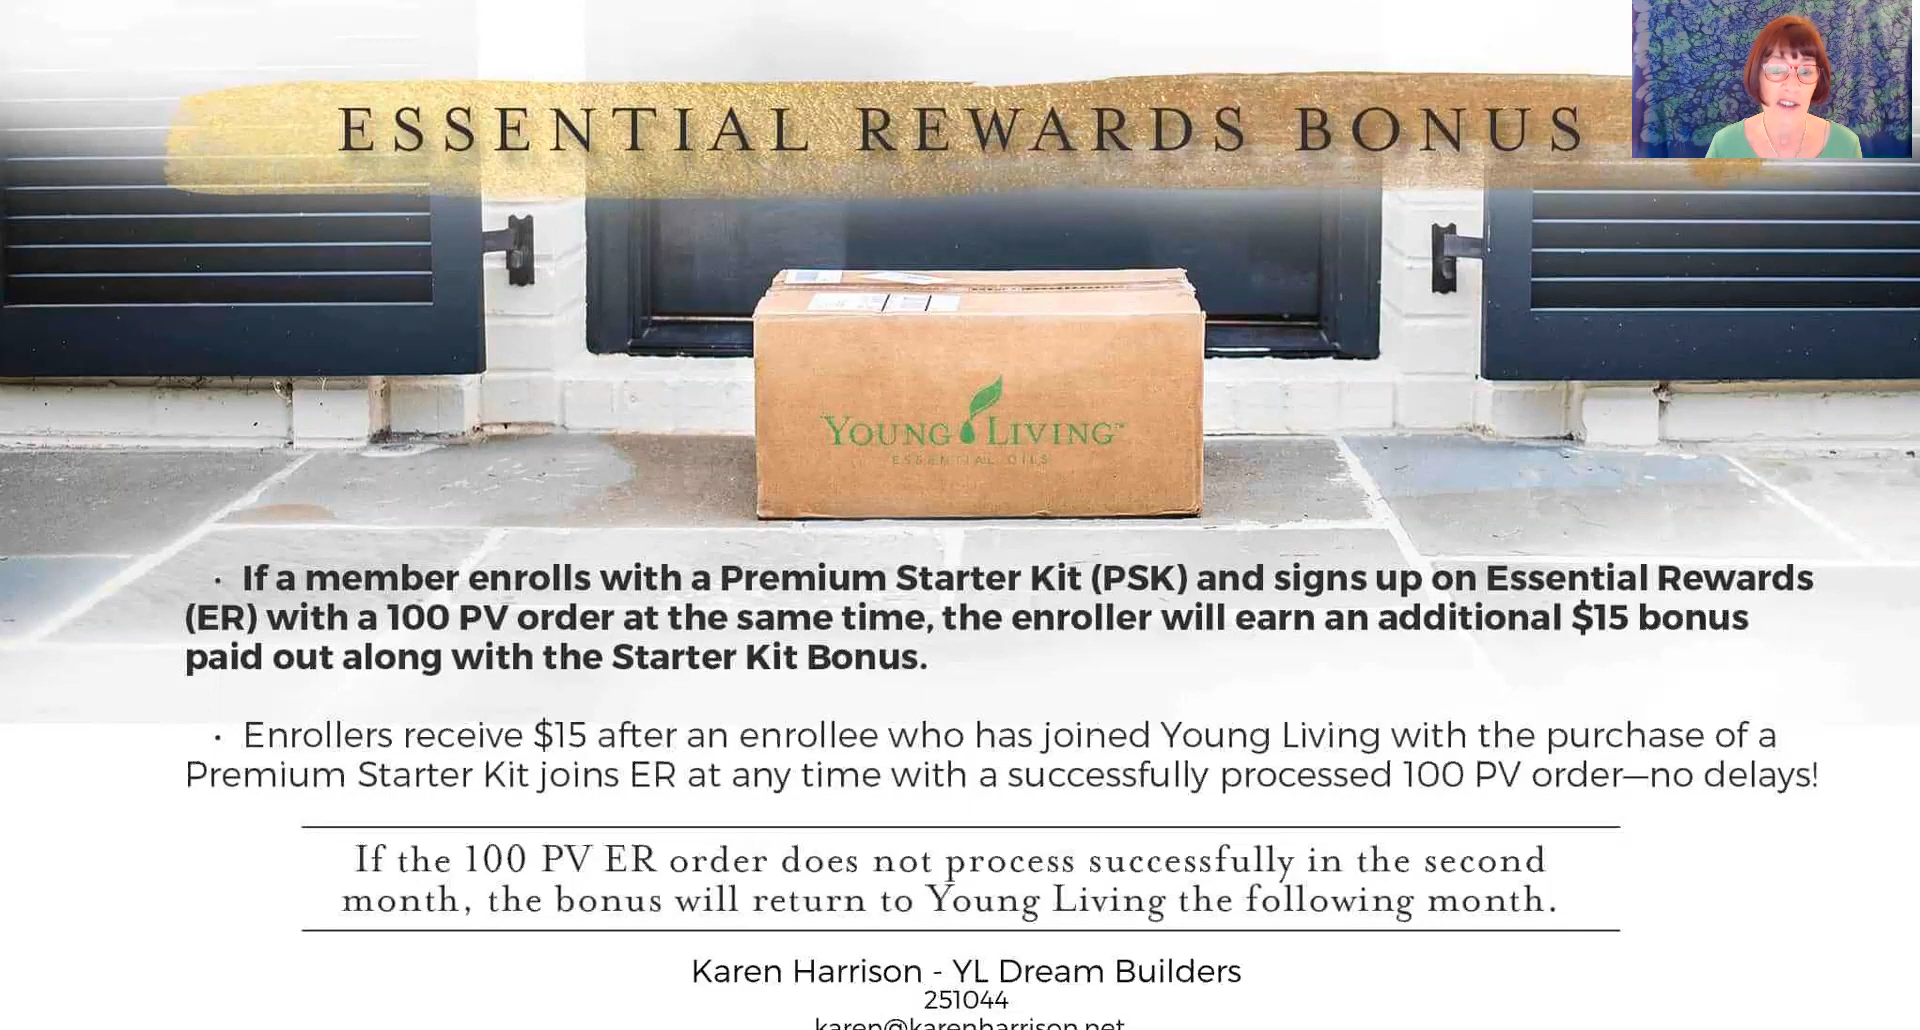 ESSENTIAL REWARDS BONUS
YOUNG LIVING™
ESSENTIAL OILS
· If a member enrolls with a Premium Starter Kit (PSK) and signs up on Essential Rewards
(ER) with a 100 PV order at the same time, the enroller will earn an additional $15 bonus
paid out along with the Starter Kit Bonus.
· Enrollers receive $15 after an enrollee who has joined Young Living with the purchase of a
Premium Starter Kit joins ER at any time with a successfully processed 100 PV order—no delays!
If the 100 PV ER order does not process successfully in the second
month, the bonus will return to Young Living the following month.
Karen Harrison - YL Dream Builders
251044
karen@karenharrison.net